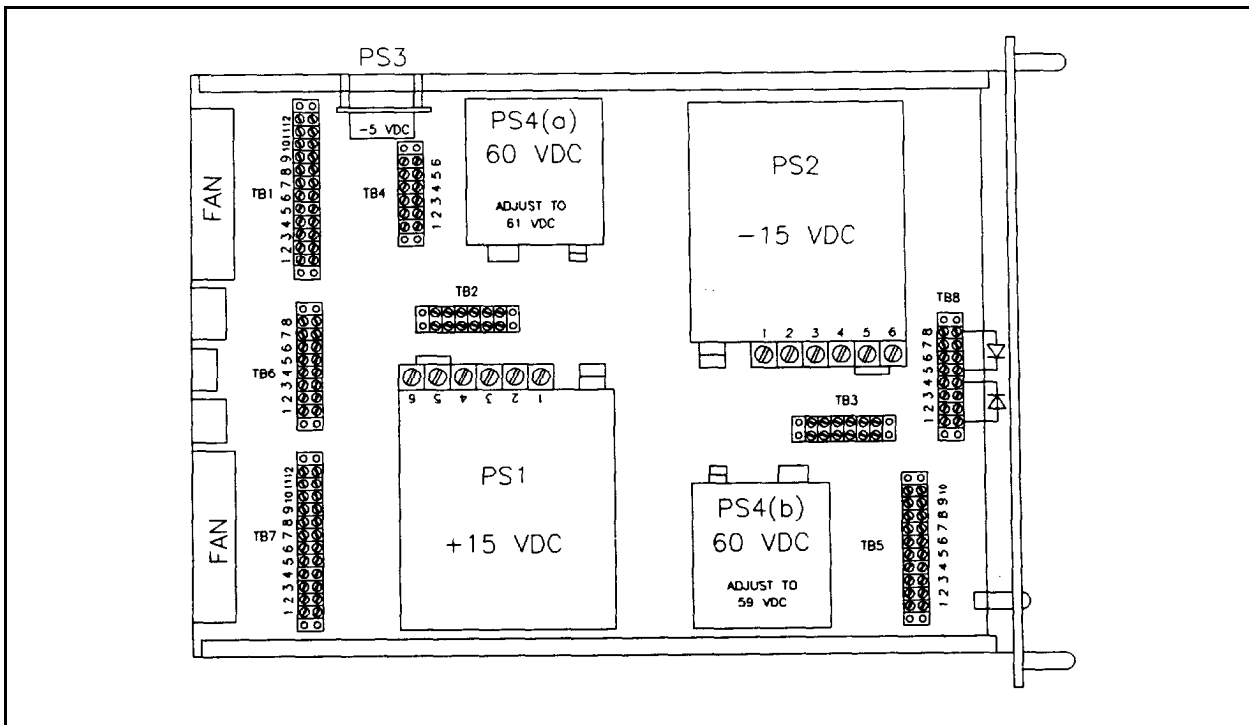 PS3
-5 VDC
PS4(a)
60 VDC
ADJUST TO
61 VDC
PS2
-15 VDC
FAN
TB1
1 2 3 4 5 6 7 8 9 10 11 12
TB4
1 2 3 4 5 6
TB2
TB8
1 2 3 4 5 6 7 8
1 2 3 4 5 6
TB6
1 2 3 4 5 6 7 8
6 5 4 3 2 1
TB3
PS1
+15 VDC
PS4(b)
60 VDC
ADJUST TO
59 VDC
FAN
TB7
1 2 3 4 5 6 7 8 9 10 11 12
TB5
1 2 3 4 5 6 7 8 9 10